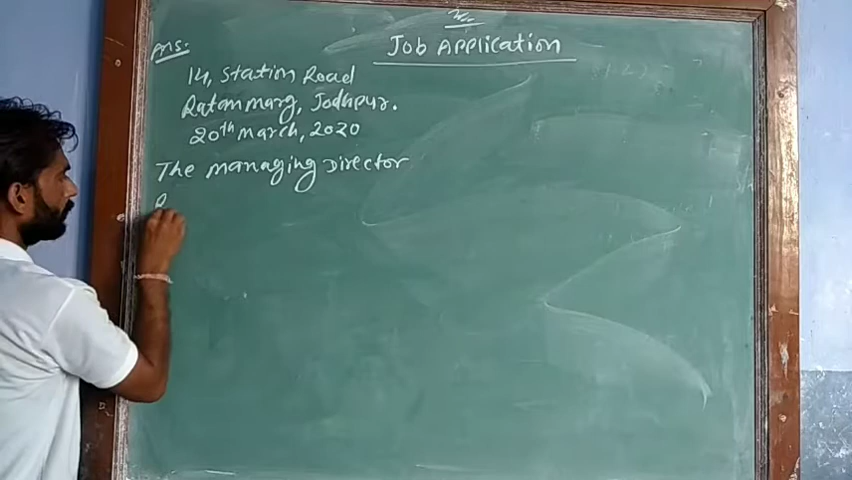 Job Application
Ans.
14, Station Road
Ratanmarg, Jodhpur.
20th march, 2020
The managing Director
R